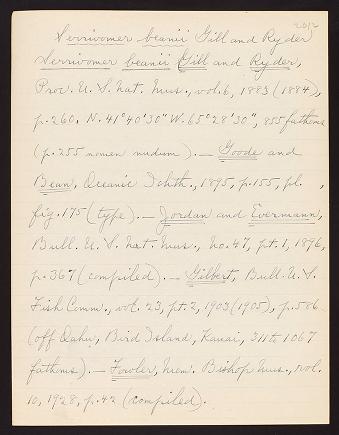 2012
Serrivomer beanii Gill and Ryder
Serrivomer beanii Gill and Ryder,
Proc. U. S. Nat. Mus., vol. 6, 1883 (1884),
p. 260. N. 41°40'30" W. 65°28'30", 855 fathoms
(p. 255 nomen nudum). — Goode and
Bean, Oceanic Ichth., 1895, p. 155, pl. ,
fig. 175 (type). — Jordan and Evermann,
Bull. U. S. Nat. Mus., No. 47, pt. 1, 1896,
p. 367 (compiled). — Gilbert, Bull. U. S.
Fish Comm., vol. 23, pt. 2, 1903 (1905), p. 586
(off Oahu, Bird Island, Kauai, 311 to 1067
fathoms). — Fowler, Mem. Bishop Mus., vol.
10, 1928, p. 42 (compiled).